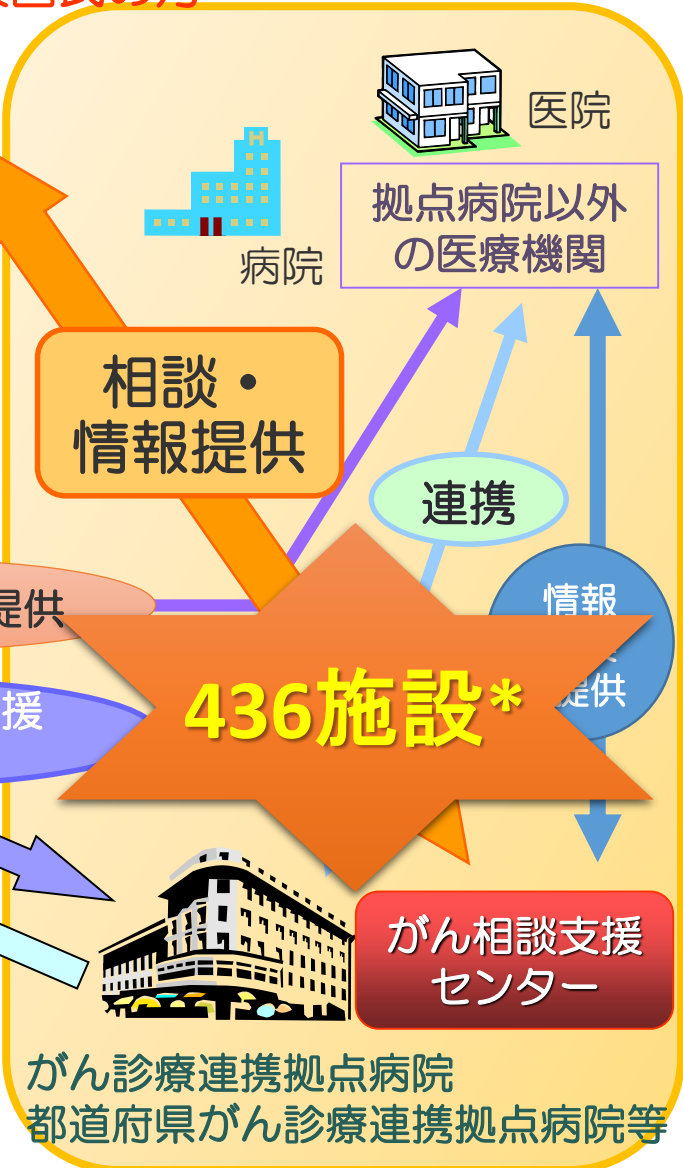 医院
拠点病院以外
の医療機関
病院
相談・
情報提供
連携
情報
提供
提供
援
436施設*
がん相談支援
センター
がん診療連携拠点病院
都道府県がん診療連携拠点病院等